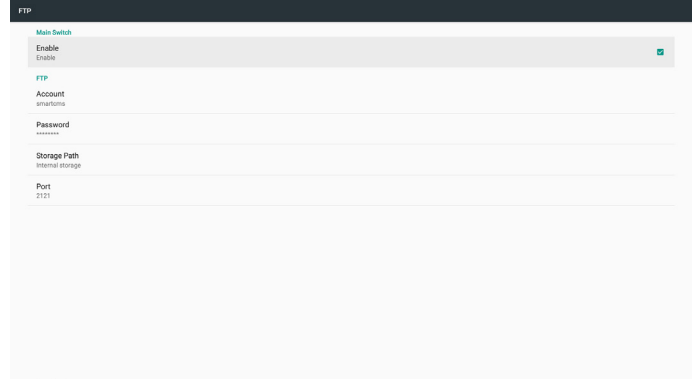 FTP
Main Switch
Enable
Enable
FTP
Account
smartcms
Password
********
Storage Path
Internal storage
Port
2121